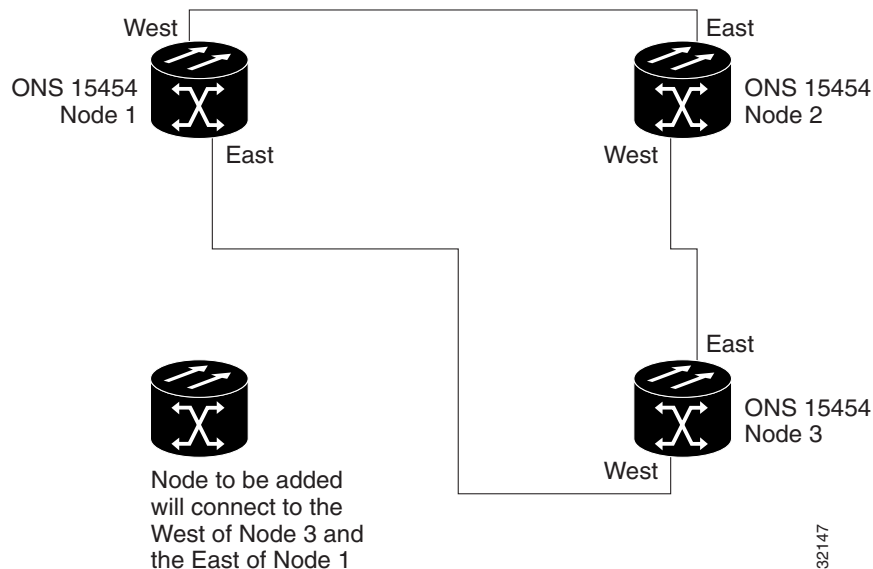 West
East
ONS 15454
Node 1
ONS 15454
Node 2
East
West
East
ONS 15454
Node 3
West
Node to be added
will connect to the
West of Node 3 and
the East of Node 1
32147